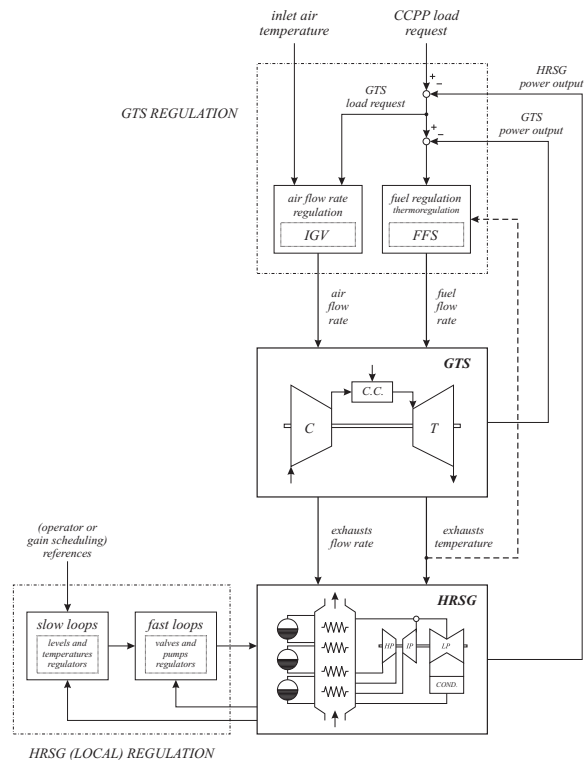 inlet air
temperature
CCPP load
request
HRSG
power output
+
−
GTS REGULATION
GTS
load request
GTS
power output
+
−
air flow rate
regulation
IGV
fuel regulation
thermoregulation
FFS
air
flow
rate
fuel
flow
rate
GTS
C.C.
C
T
exhausts
flow rate
exhausts
temperature
(operator or
gain scheduling)
references
HRSG
slow loops
levels and
temperatures
regulators
fast loops
valves and
pumps
regulators
HP
IP
LP
COND.
HRSG (LOCAL) REGULATION